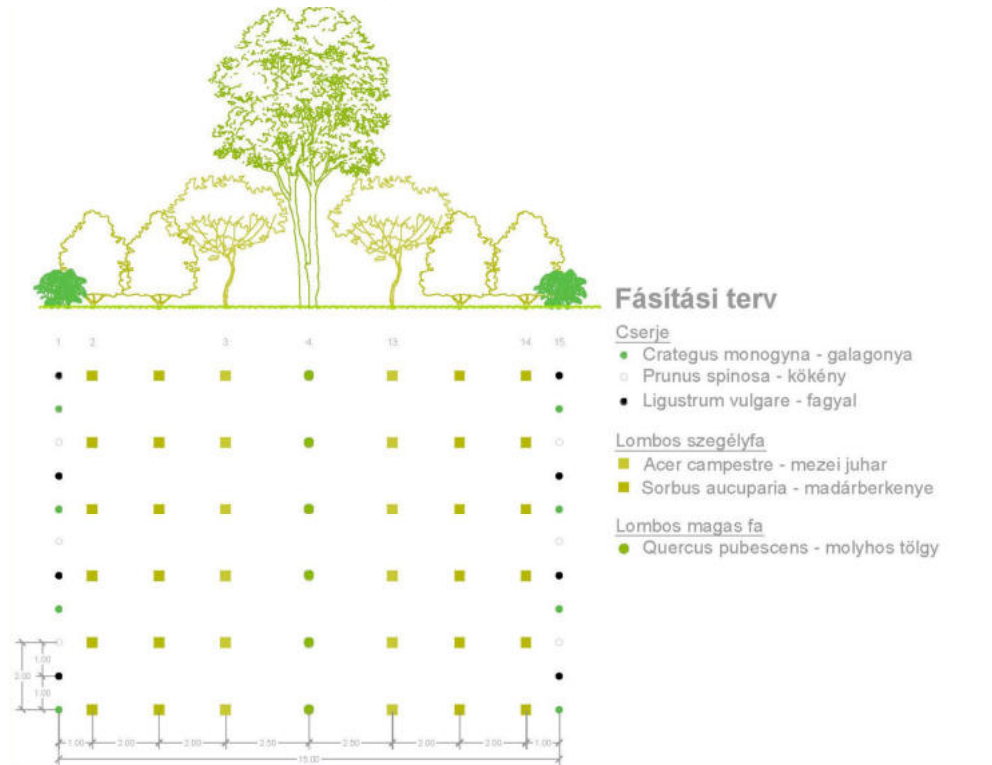 Fásítási terv
1. 2. 3. 4. 13. 14. 15.
Cserje
Crategus monogyna - galagonya
Prunus spinosa - kökény
Ligustrum vulgare - fagyal
Lombos szegélyfa
Acer campestre - mezei juhar
Sorbus aucuparia - madárberkenye
Lombos magas fa
Quercus pubescens - molyhos tölgy
1.00
2.00
1.00
1.00 2.00 2.00 2.50 2.50 2.00 2.00 1.00
15.00